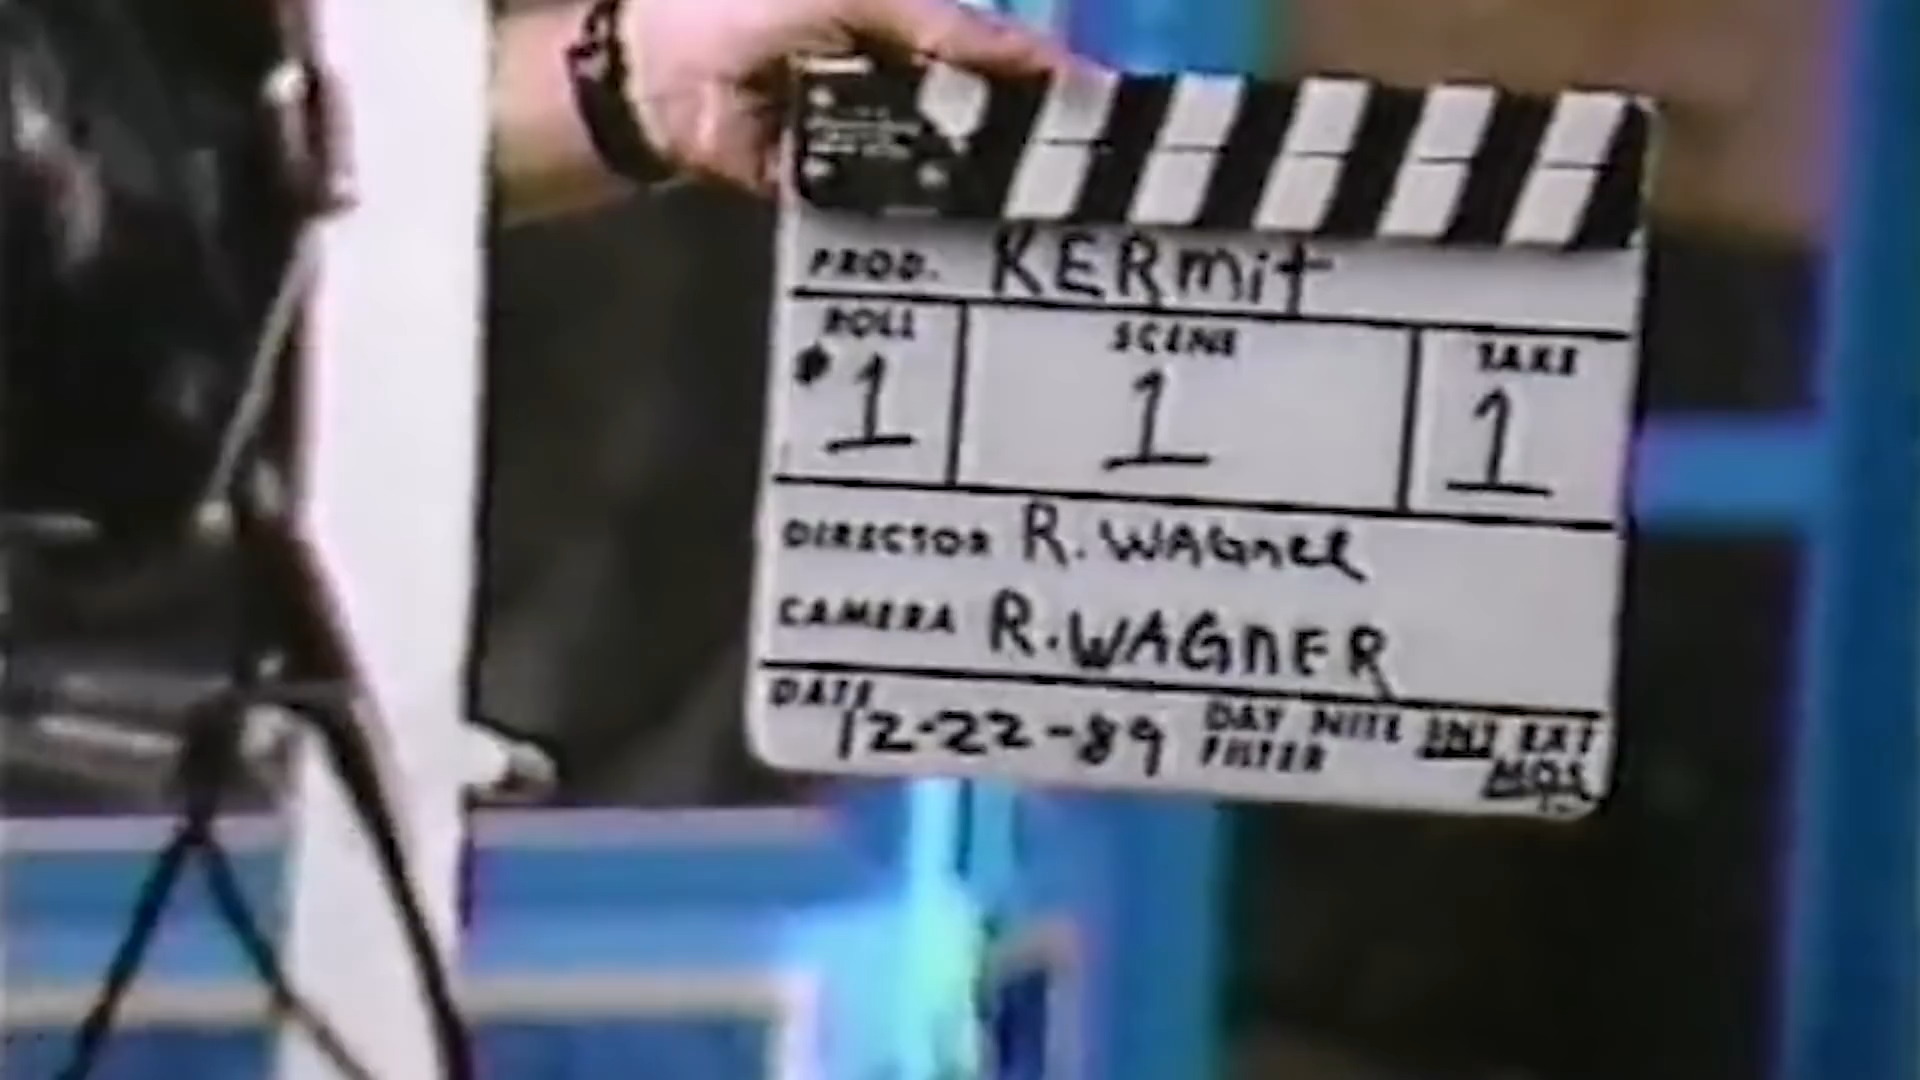 PROD. KERmit
ROLL SCENE TAKE
#1 1 1
DIRECTOR R. WAGNER
CAMERA R. WAGNER
DATE 12-22-89 DAY NITE INT EXT
FILTER MOS